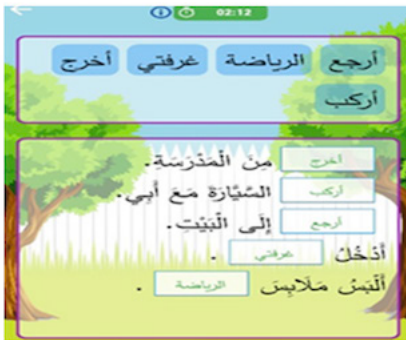 02:12
أرجع الرياضة غرفتي أخرج
أركب
أخرج مِنَ الْمَدْرَسَةِ.
أركب السَّيَّارَةَ مَعَ أَبِي.
أرجع إِلَى الْبَيْتِ.
أَدْخُلُ غرفتي .
أَلْبَسُ مَلَابِسَ الرياضة .